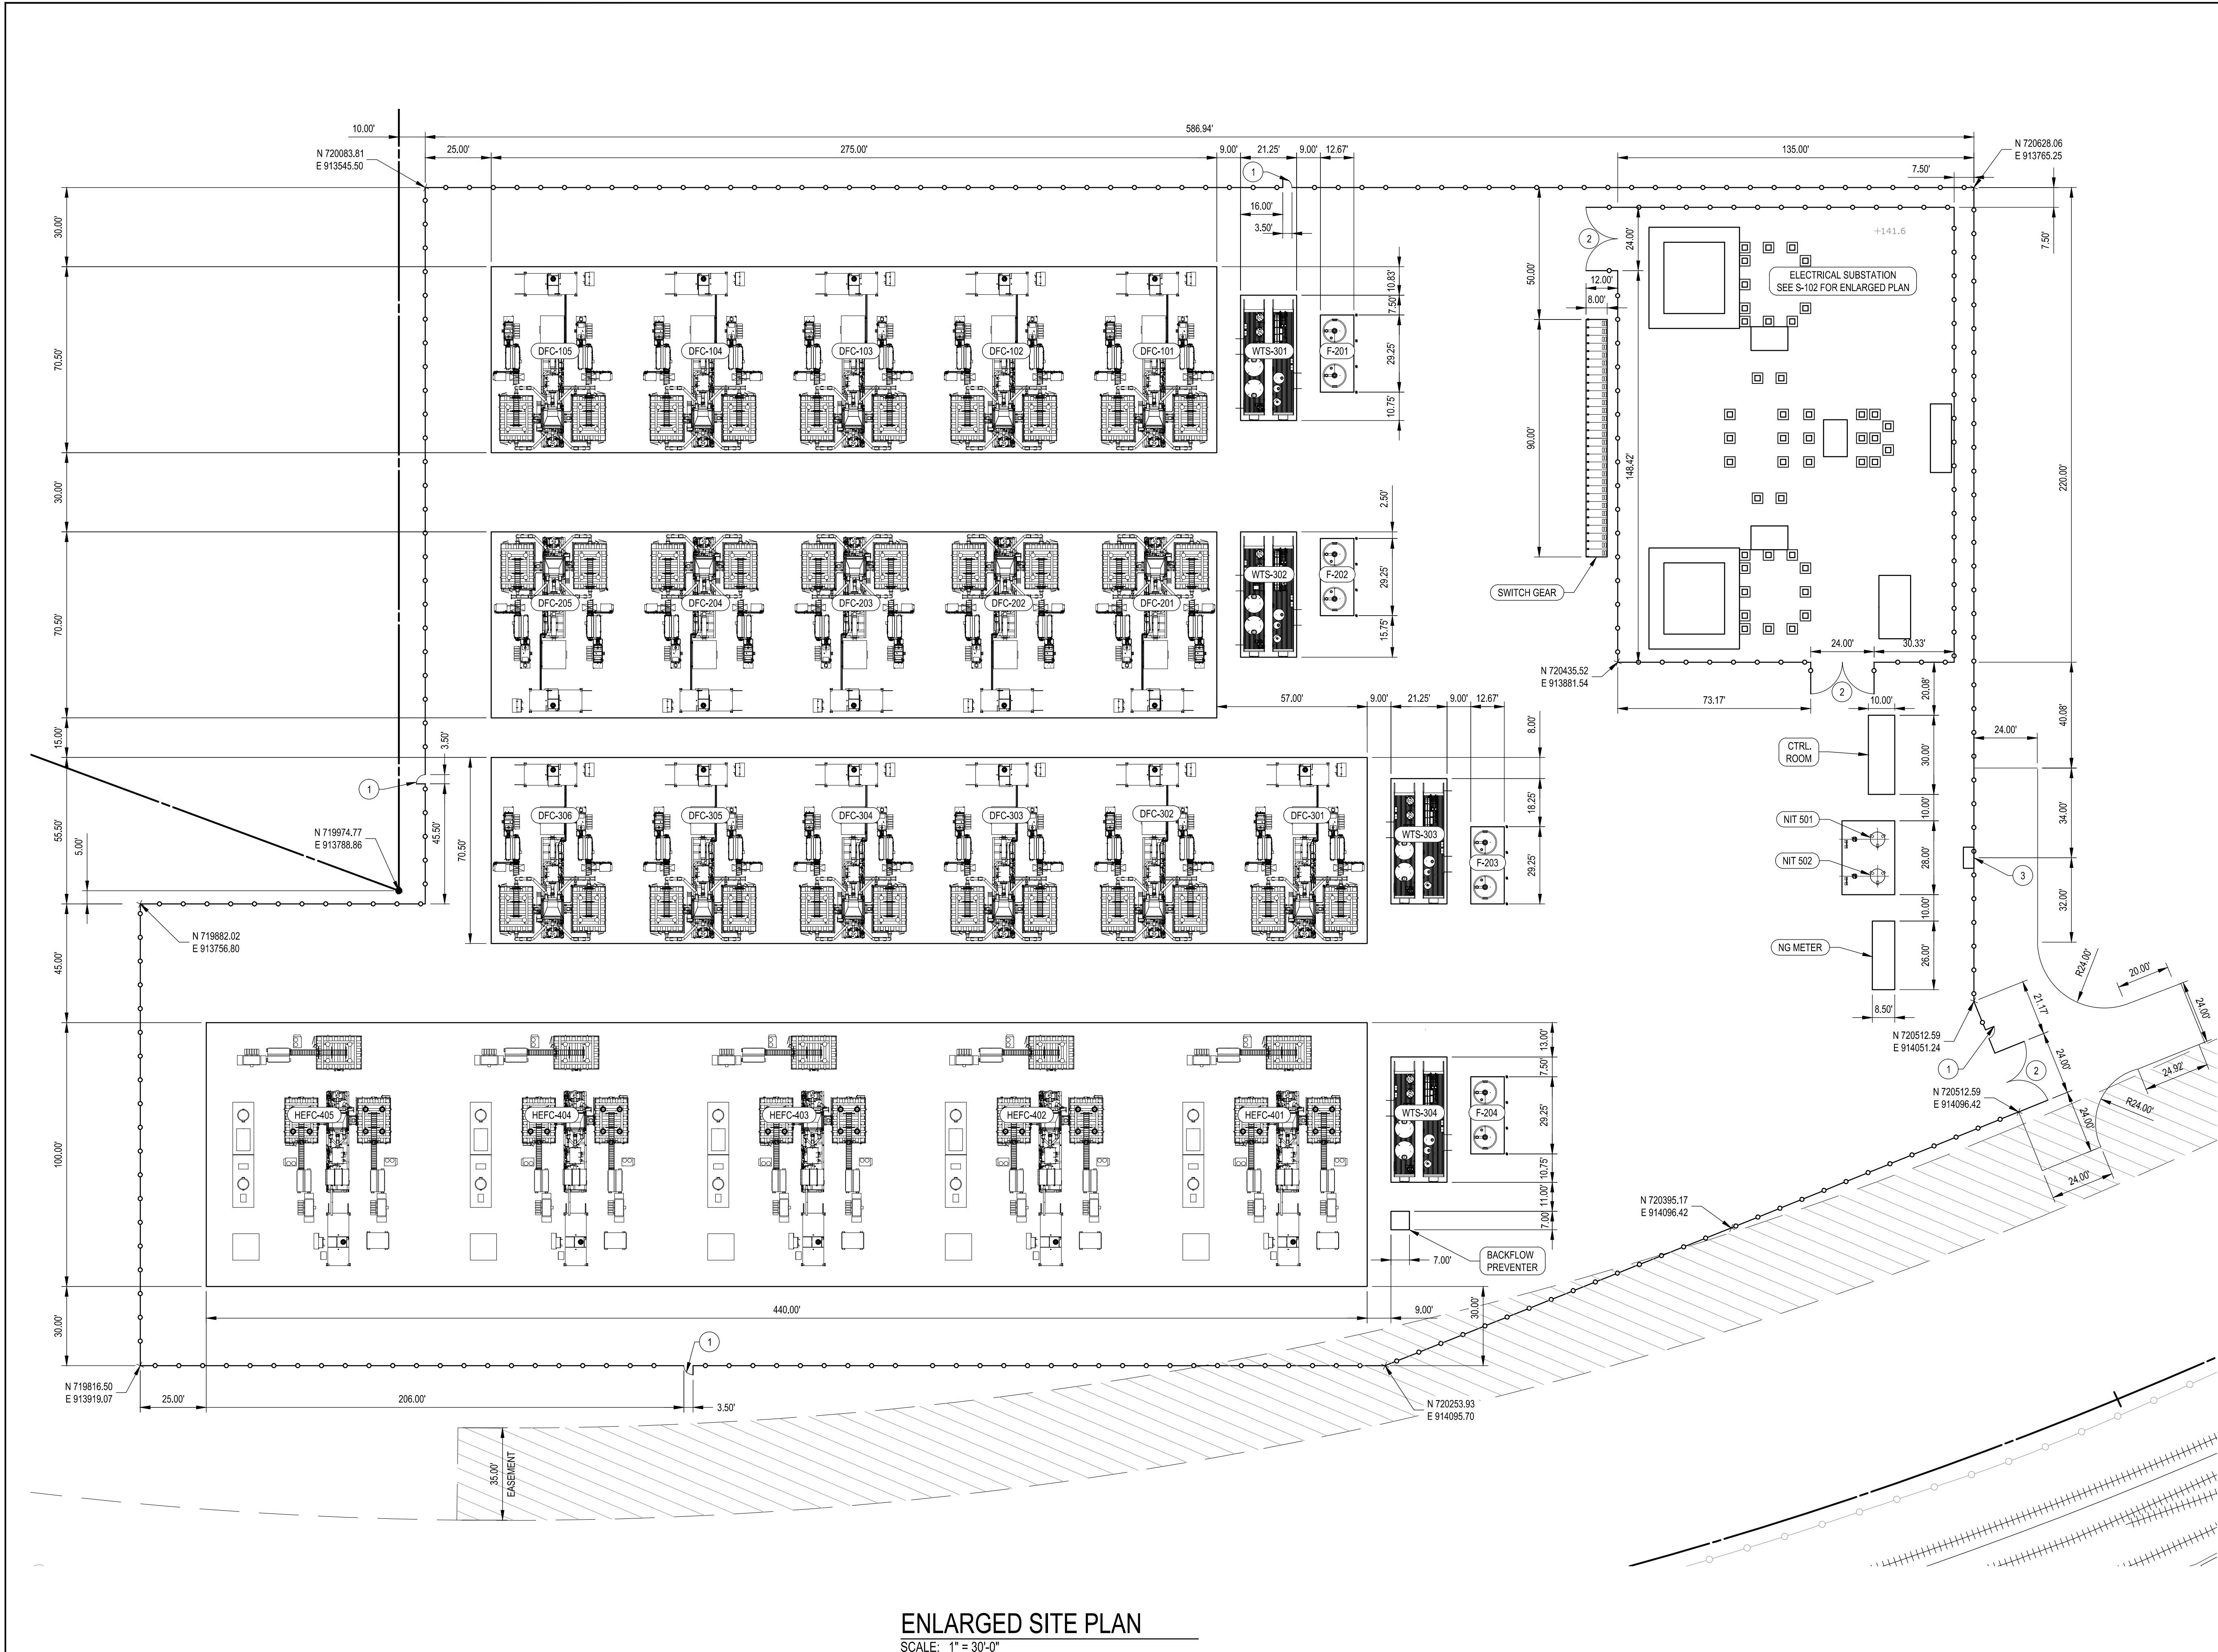 10.00'
586.94'
N 720083.81
E 913545.50
25.00'
275.00'
9.00'
21.25'
9.00'
12.67'
135.00'
N 720628.06
E 913765.25
7.50'
1
16.00'
3.50'
30.00'
70.50'
30.00'
70.50'
15.00'
55.50'
5.00'
45.00'
100.00'
30.00'
2
24.00'
50.00'
12.00'
8.00'
90.00'
148.42'
+141.6
ELECTRICAL SUBSTATION
SEE S-102 FOR ENLARGED PLAN
7.50'
220.00'
10.83'
7.50'
29.25'
10.75'
DFC-105
DFC-104
DFC-103
DFC-102
DFC-101
WTS-301
F-201
2.50'
29.25'
15.75'
DFC-205
DFC-204
DFC-203
DFC-202
DFC-201
WTS-302
F-202
SWITCH GEAR
N 720435.52
E 913881.54
24.00'
30.33'
2
73.17'
20.08'
10.00'
40.08'
24.00'
57.00'
9.00'
21.25'
9.00'
12.67'
8.00'
3.50'
1
45.50'
70.50'
N 719974.77
E 913788.86
DFC-306
DFC-305
DFC-304
DFC-303
DFC-302
DFC-301
WTS-303
F-203
18.25'
29.25'
CTRL.
ROOM
30.00'
10.00'
NIT 501
NIT 502
28.00'
10.00'
34.00'
3
32.00'
NG METER
26.00'
8.50'
R24.00'
20.00'
24.00'
N 719882.02
E 913756.80
21.17'
N 720512.59
E 914051.24
1
24.00'
2
24.92'
N 720512.59
E 914096.42
R24.00'
24.00'
24.00'
HEFC-405
HEFC-404
HEFC-403
HEFC-402
HEFC-401
WTS-304
F-204
13.00'
7.50'
29.25'
10.75'
11.00'
7.00'
7.00'
BACKFLOW
PREVENTER
N 720395.17
E 914096.42
440.00'
9.00'
30.00'
1
N 719816.50
E 913919.07
25.00'
206.00'
3.50'
N 720253.93
E 914095.70
35.00'
EASEMENT
ENLARGED SITE PLAN
SCALE: 1" = 30'-0"